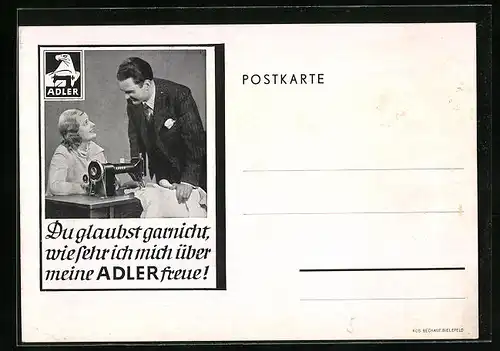 ADLER
POSTKARTE
Du glaubst garnicht,
wie sehr ich mich über
meine ADLER freue!